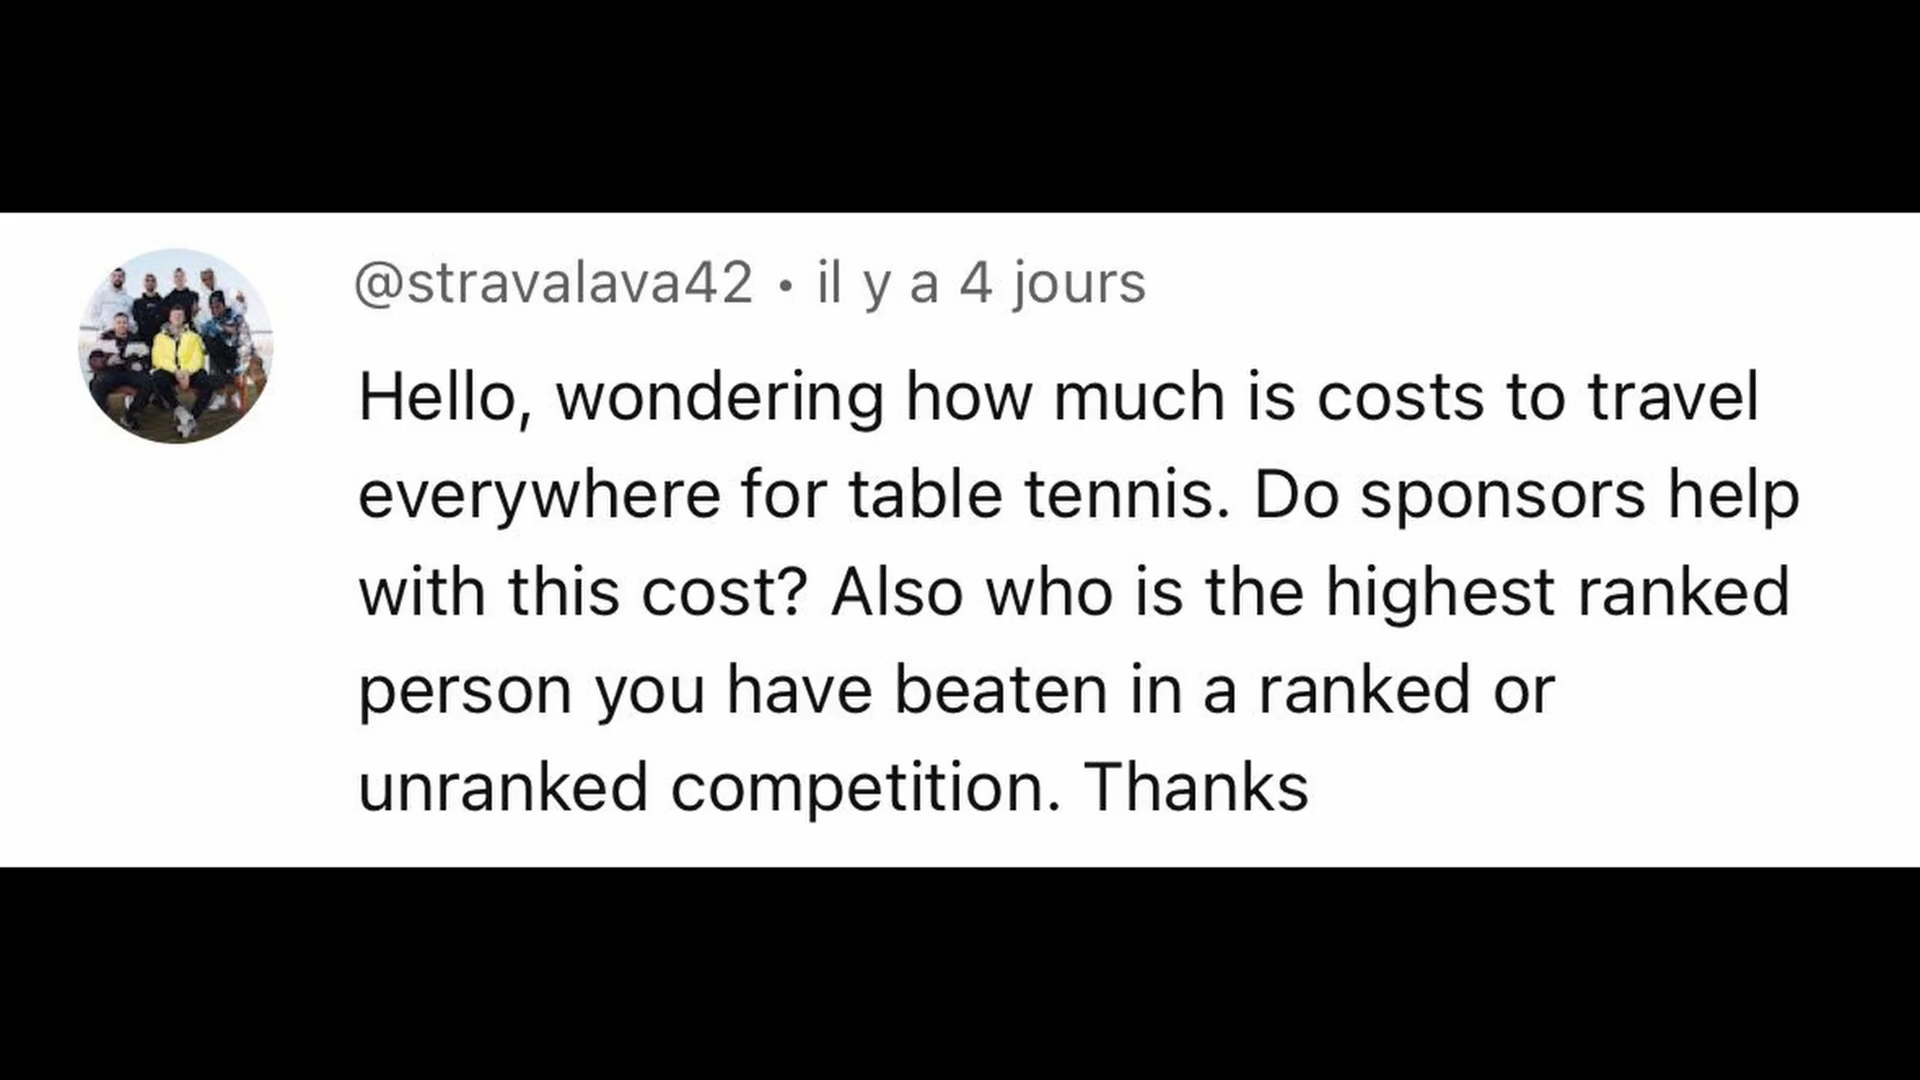 @stravalava42 • il y a 4 jours
Hello, wondering how much is costs to travel
everywhere for table tennis. Do sponsors help
with this cost? Also who is the highest ranked
person you have beaten in a ranked or
unranked competition. Thanks